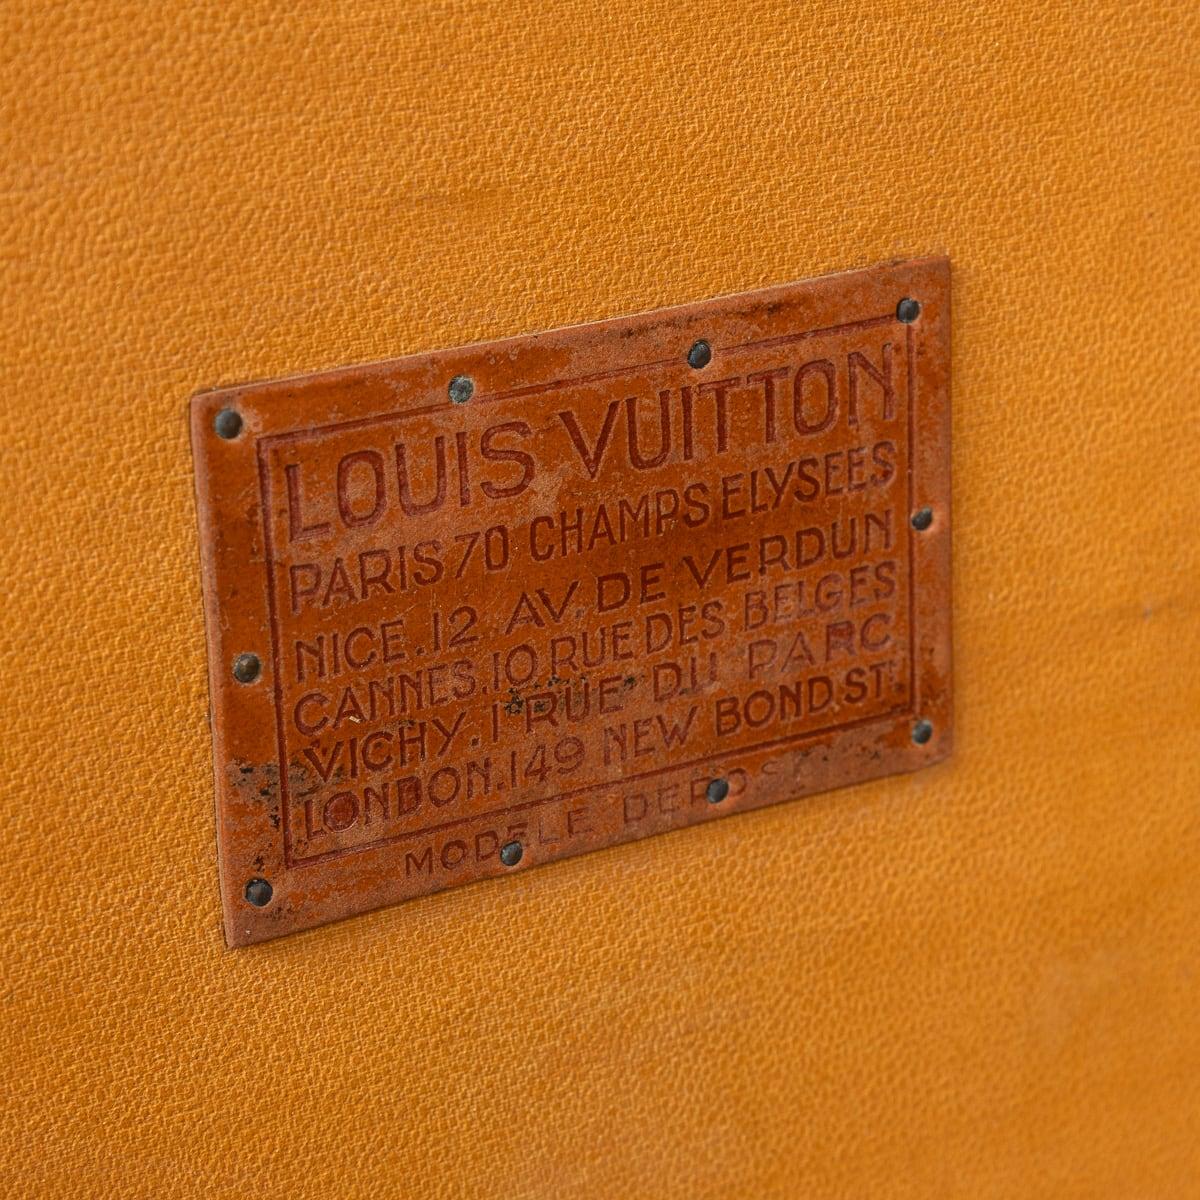 LOUIS VUITTON
PARIS 70 CHAMPS ELYSEES
NICE.12 AV. DE VERDUN
CANNES.10.RUE DES BELGES
VICHY.1 RUE DU PARC
LONDON.149 NEW BOND.ST
MODELE